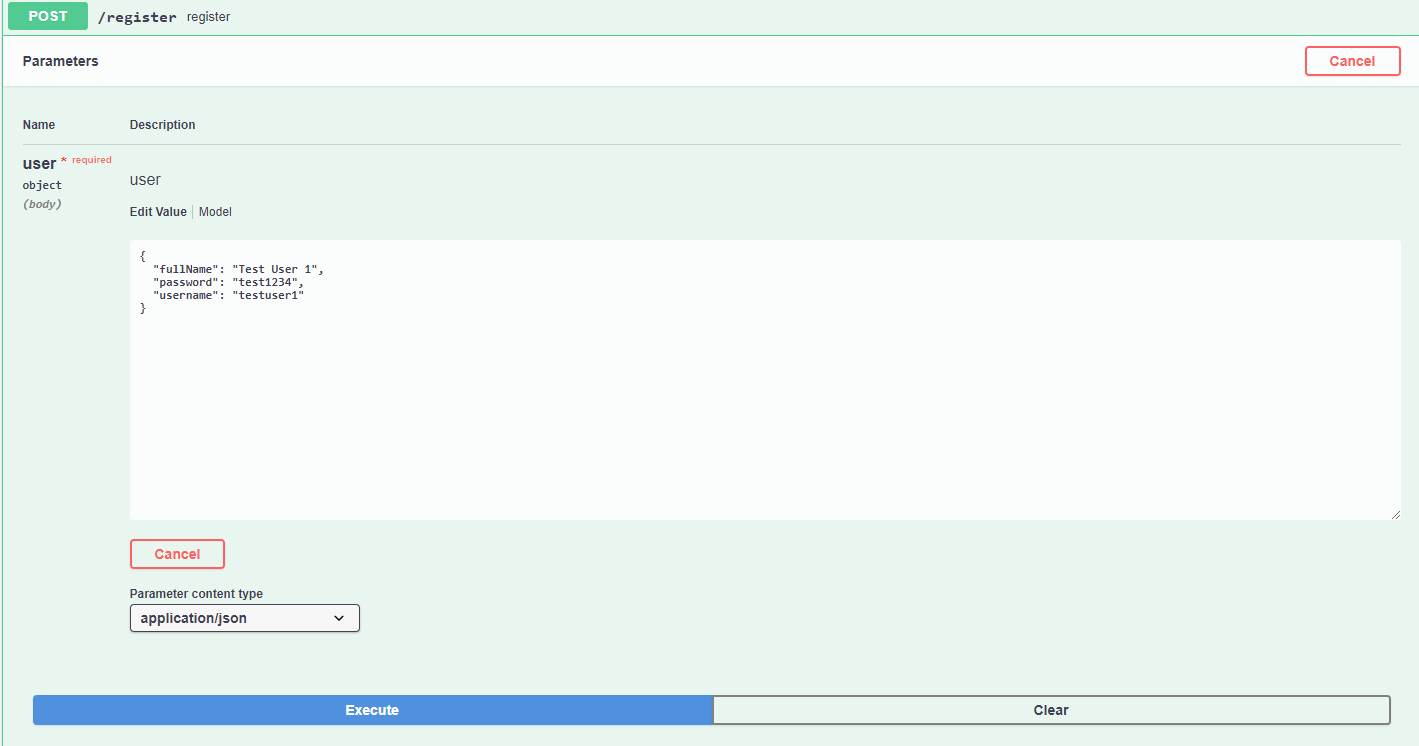 POST /register register
Parameters Cancel
Name Description
user * required
object
(body)
user
Edit Value Model
{
"fullName": "Test User 1",
"password": "test1234",
"username": "testuser1"
}
Cancel
Parameter content type
application/json
Execute Clear